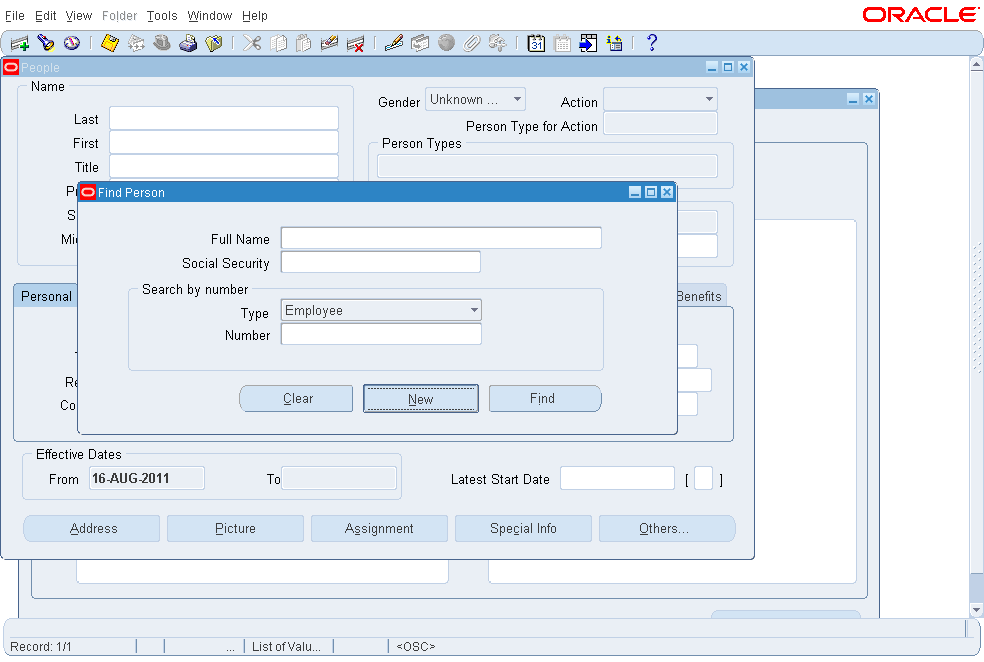 File Edit View Folder Tools Window Help
ORACLE
People
Name
Gender Unknown ... Action
Last
Person Type for Action
First
Person Types
Title
Find Person
Full Name
Social Security
Search by number
Personal
Benefits
Type Employee
Number
Clear New Find
Effective Dates
From 16-AUG-2011 To
Latest Start Date [ ]
Address Picture Assignment Special Info Others...
Record: 1/1 ... List of Valu... <OSC>